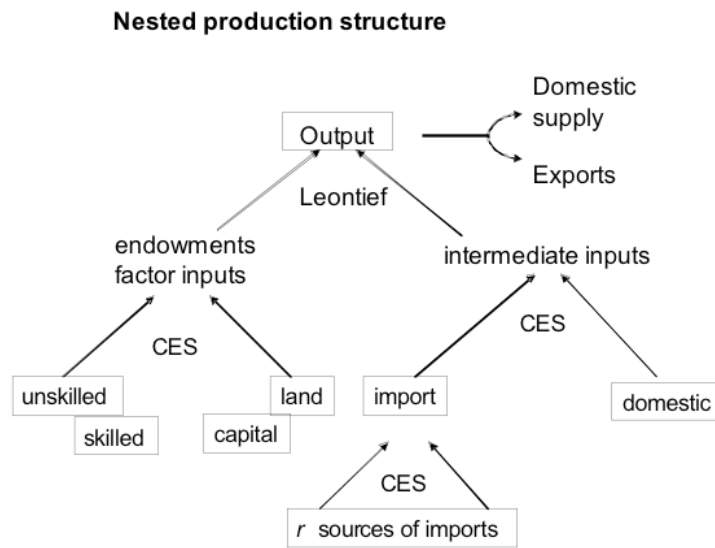 Nested production structure
Domestic
supply
Output
Exports
Leontief
endowments
factor inputs
intermediate inputs
CES
CES
unskilled
land
import
domestic
skilled
capital
CES
r sources of imports